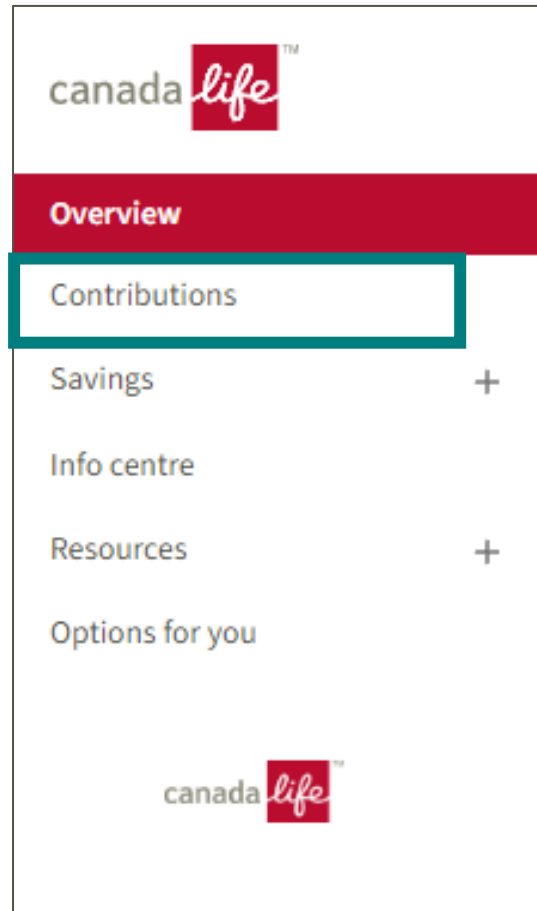 canada life™
Overview
Contributions
Savings +
Info centre
Resources +
Options for you
canada life™